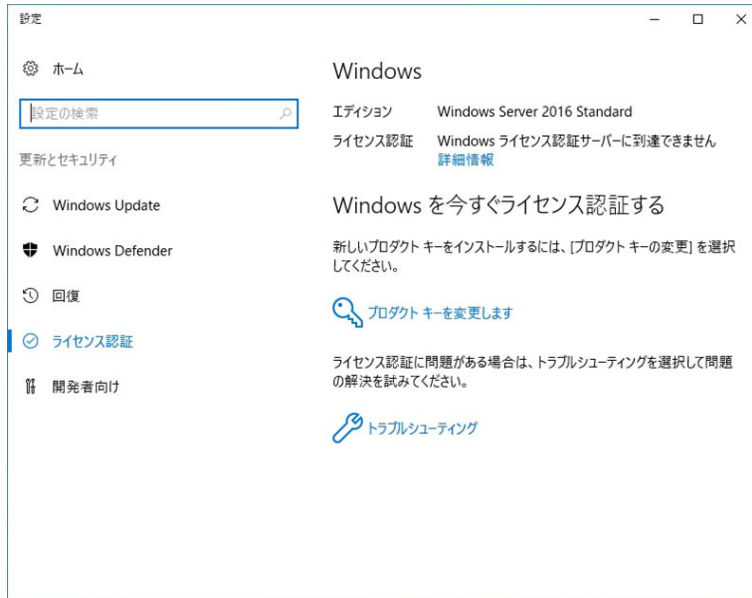 設定
ホーム
設定の検索
更新とセキュリティ
Windows Update
Windows Defender
回復
ライセンス認証
開発者向け
Windows
エディション Windows Server 2016 Standard
ライセンス認証 Windows ライセンス認証サーバーに到達できません
詳細情報
Windows を今すぐライセンス認証する
新しいプロダクト キーをインストールするには、[プロダクト キーの変更] を選択
してください。
プロダクト キーを変更します
ライセンス認証に問題がある場合は、トラブルシューティングを選択して問題
の解決を試みてください。
トラブルシューティング